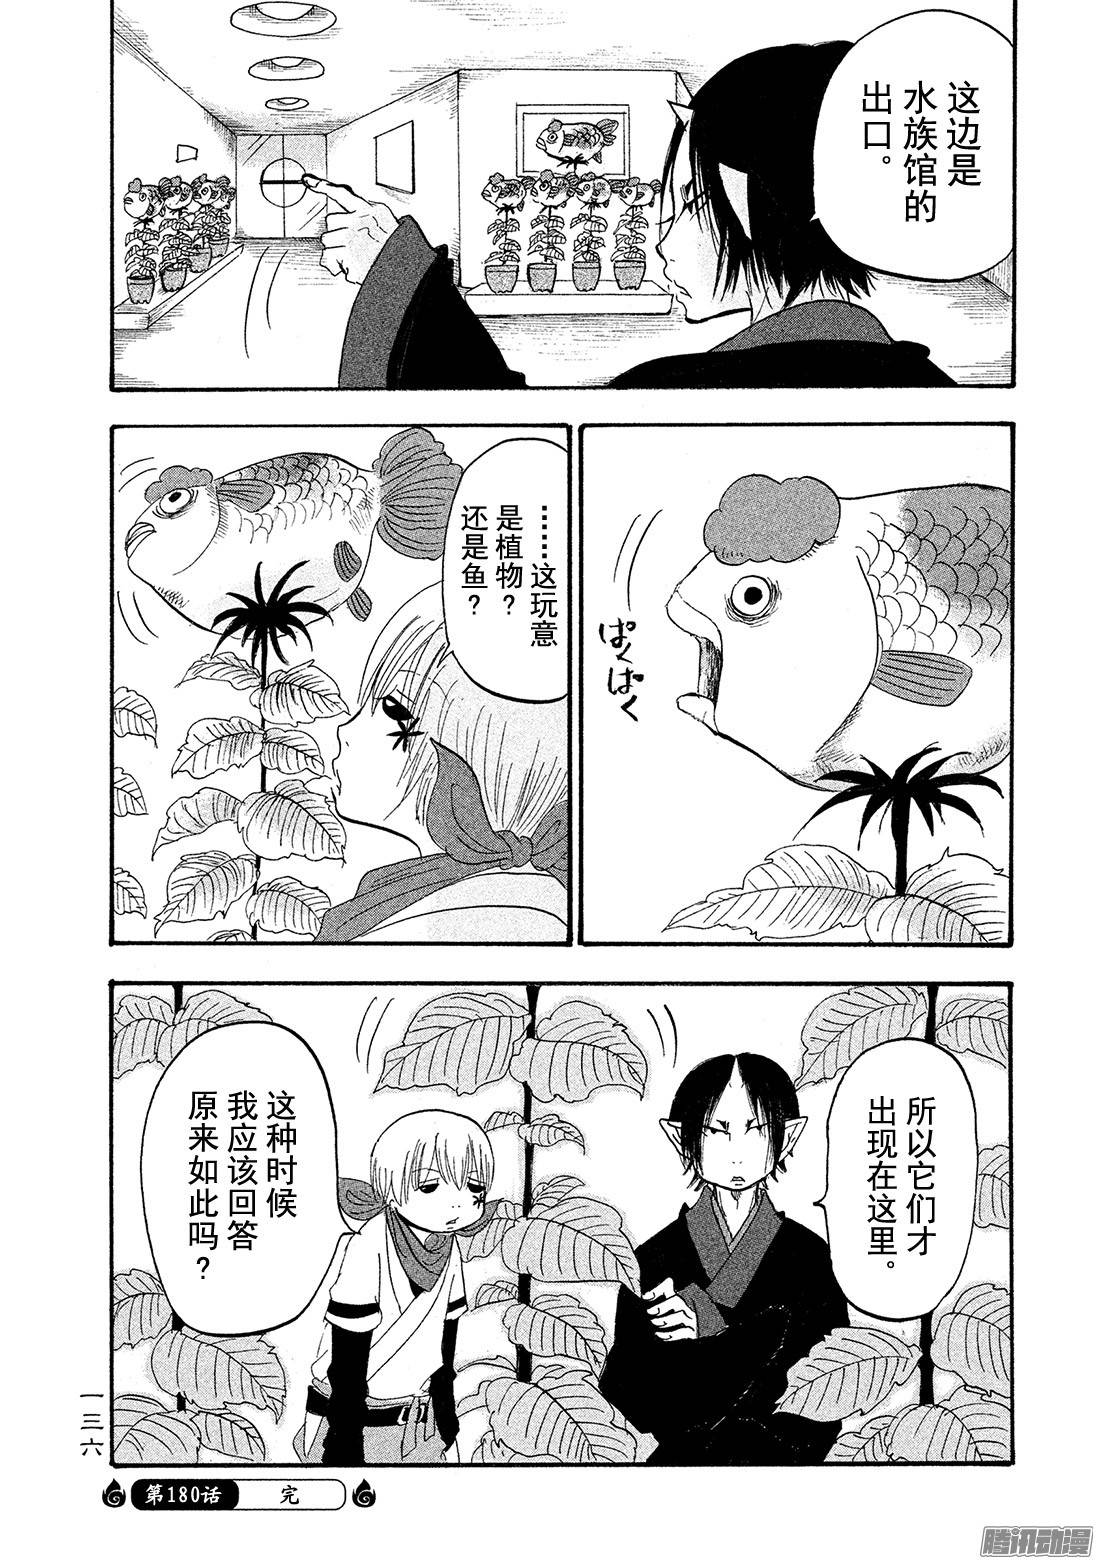 这边是
水族馆的
出口。
ぱくぱく
……这玩意
是植物？
还是鱼？
所以它们才
出现在这里。
这种时候
我应该回答
原来如此吗？
一三六
第180话
完
腾讯动漫